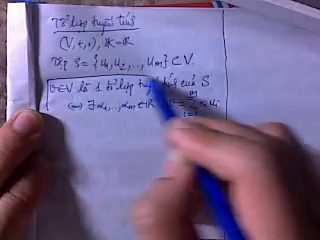 Tổ hợp tuyến tính
(V, +, ·), K = R
Tập S = {u₁, u₂, ..., uₘ} ⊂ V.
v ∈ V là 1 tổ hợp tuyến tính của S
⇔ ∃ α₁, ..., αₘ ∈ R